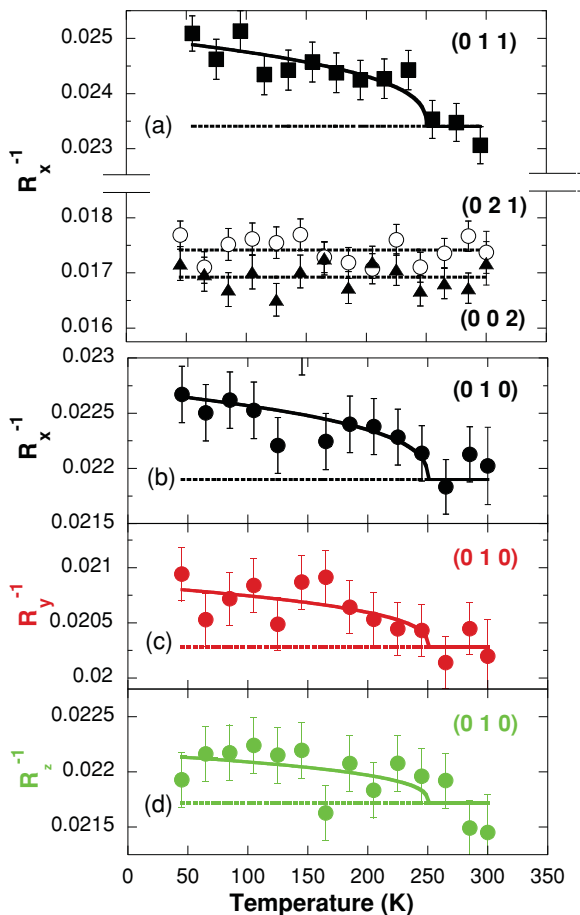 0.025
(0 1 1)
0.024
(a)
0.023
R_x^-1
0.018
(0 2 1)
0.017
0.016
(0 0 2)
0.023
(0 1 0)
0.0225
R_x^-1
0.022
(b)
0.0215
(0 1 0)
0.021
R_y^-1
0.0205
(c)
0.02
0.0225
(0 1 0)
0.022
R_z^-1
0.0215
(d)
0 50 100 150 200 250 300 350
Temperature (K)